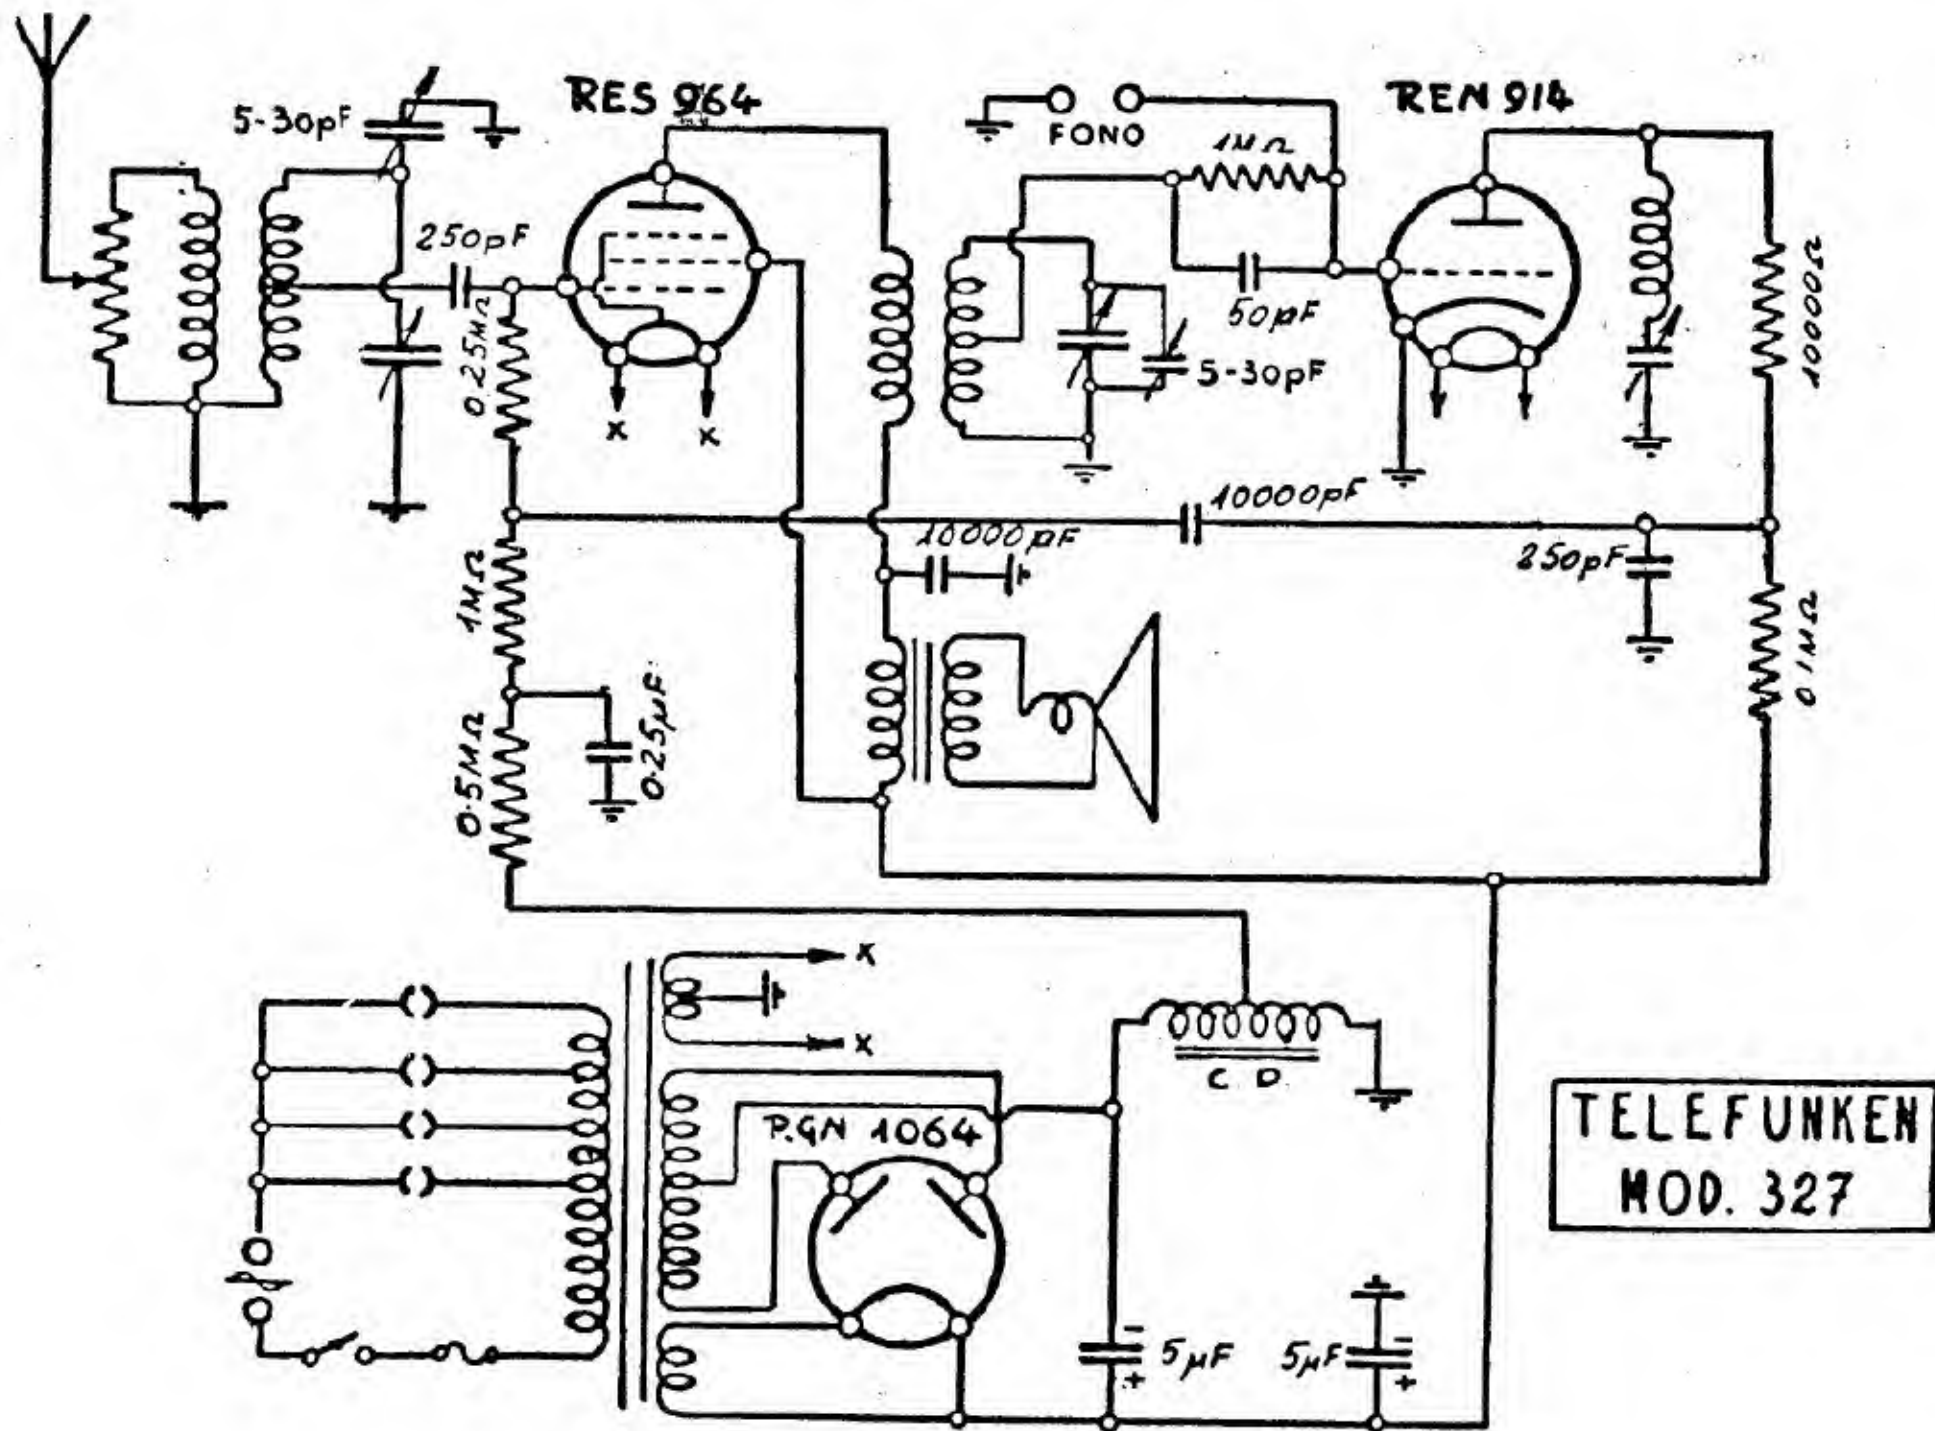 RES 964
REN 914
5-30pF
FONO
1MΩ
250pF
0.25MΩ
50pF
5-30pF
10000Ω
x
x
10000pF
10000pF
250pF
1MΩ
0.25µF
0.5MΩ
0.1MΩ
x
x
C D.
R.GN 1064
TELEFUNKEN
MOD. 327
-
5µF
+
-
5µF
+